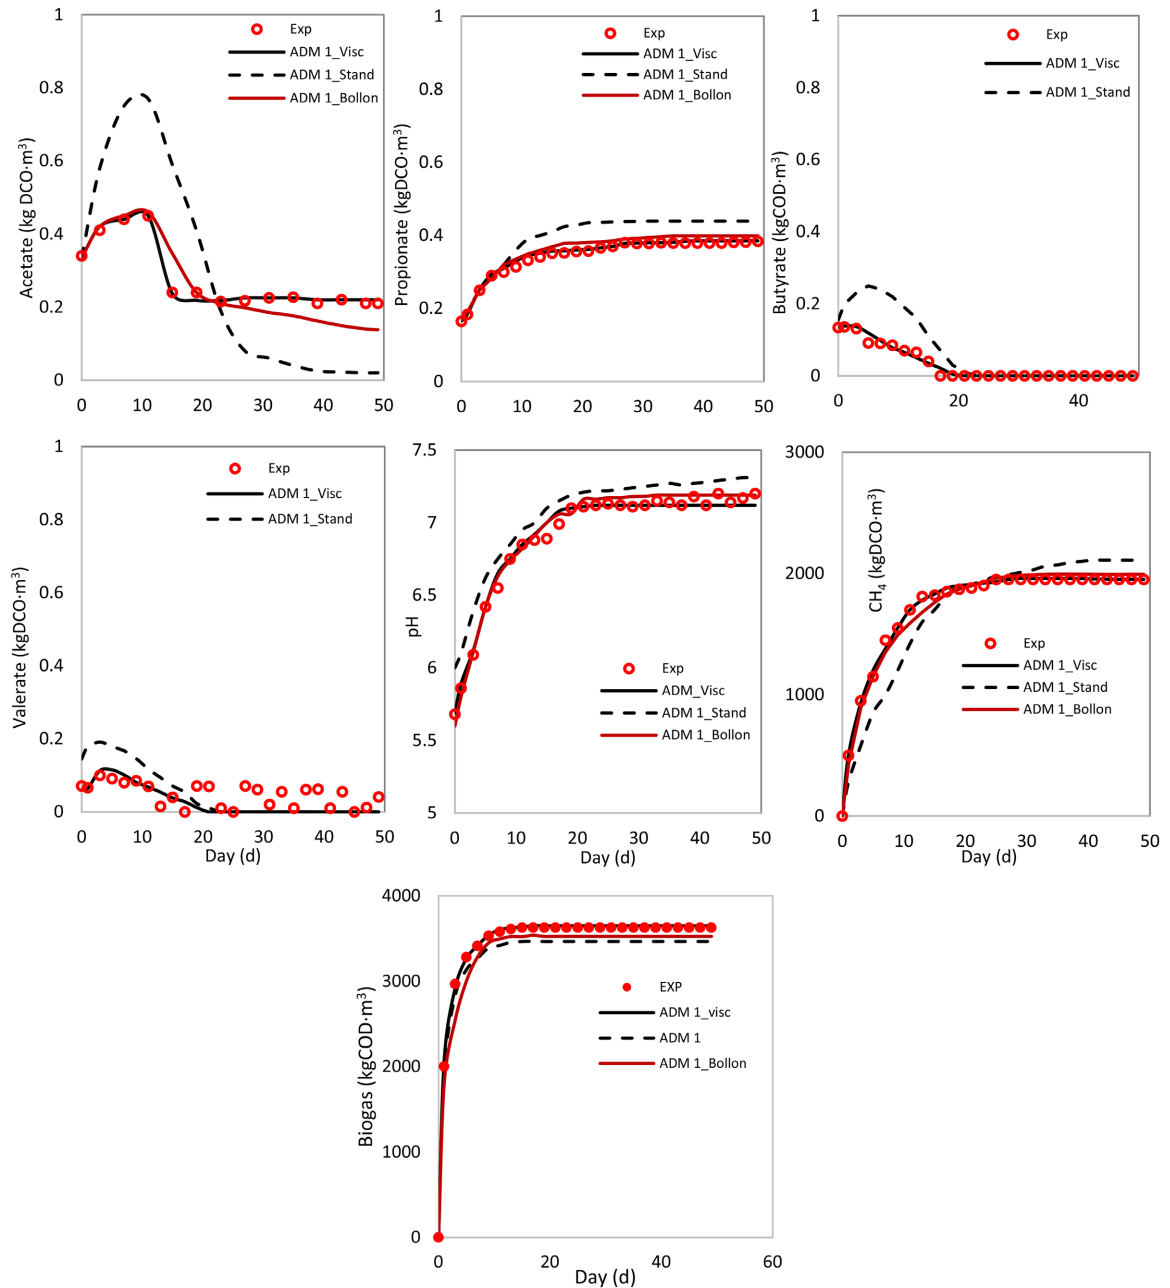 Acetate (kg DCO·m³)
1
0.8
0.6
0.4
0.2
0
0 10 20 30 40 50
Exp
ADM 1_Visc
ADM 1_Stand
ADM 1_Bollon
Propionate (kgDCO·m³)
1
0.8
0.6
0.4
0.2
0
0 10 20 30 40 50
Exp
ADM 1_Visc
ADM 1_Stand
ADM 1_Bollon
Butyrate (kgCOD·m³)
1
0.8
0.6
0.4
0.2
0
0 20 40
Exp
ADM 1_Visc
ADM 1_Stand
Valerate (kgDCO·m³)
1
0.8
0.6
0.4
0.2
0
0 10 20 30 40 50
Day (d)
Exp
ADM 1_Visc
ADM 1_Stand
pH
7.5
7
6.5
6
5.5
5
0 10 20 30 40 50
Day (d)
Exp
ADM_Visc
ADM 1_Stand
ADM 1_Bollon
CH₄ (kgDCO·m³)
3000
2000
1000
0
0 10 20 30 40 50
Day (d)
Exp
ADM 1_Visc
ADM 1_Stand
ADM 1_Bollon
Biogas (kgCOD·m³)
4000
3000
2000
1000
0
0 20 40 60
Day (d)
EXP
ADM 1_visc
ADM 1
ADM 1_Bollon